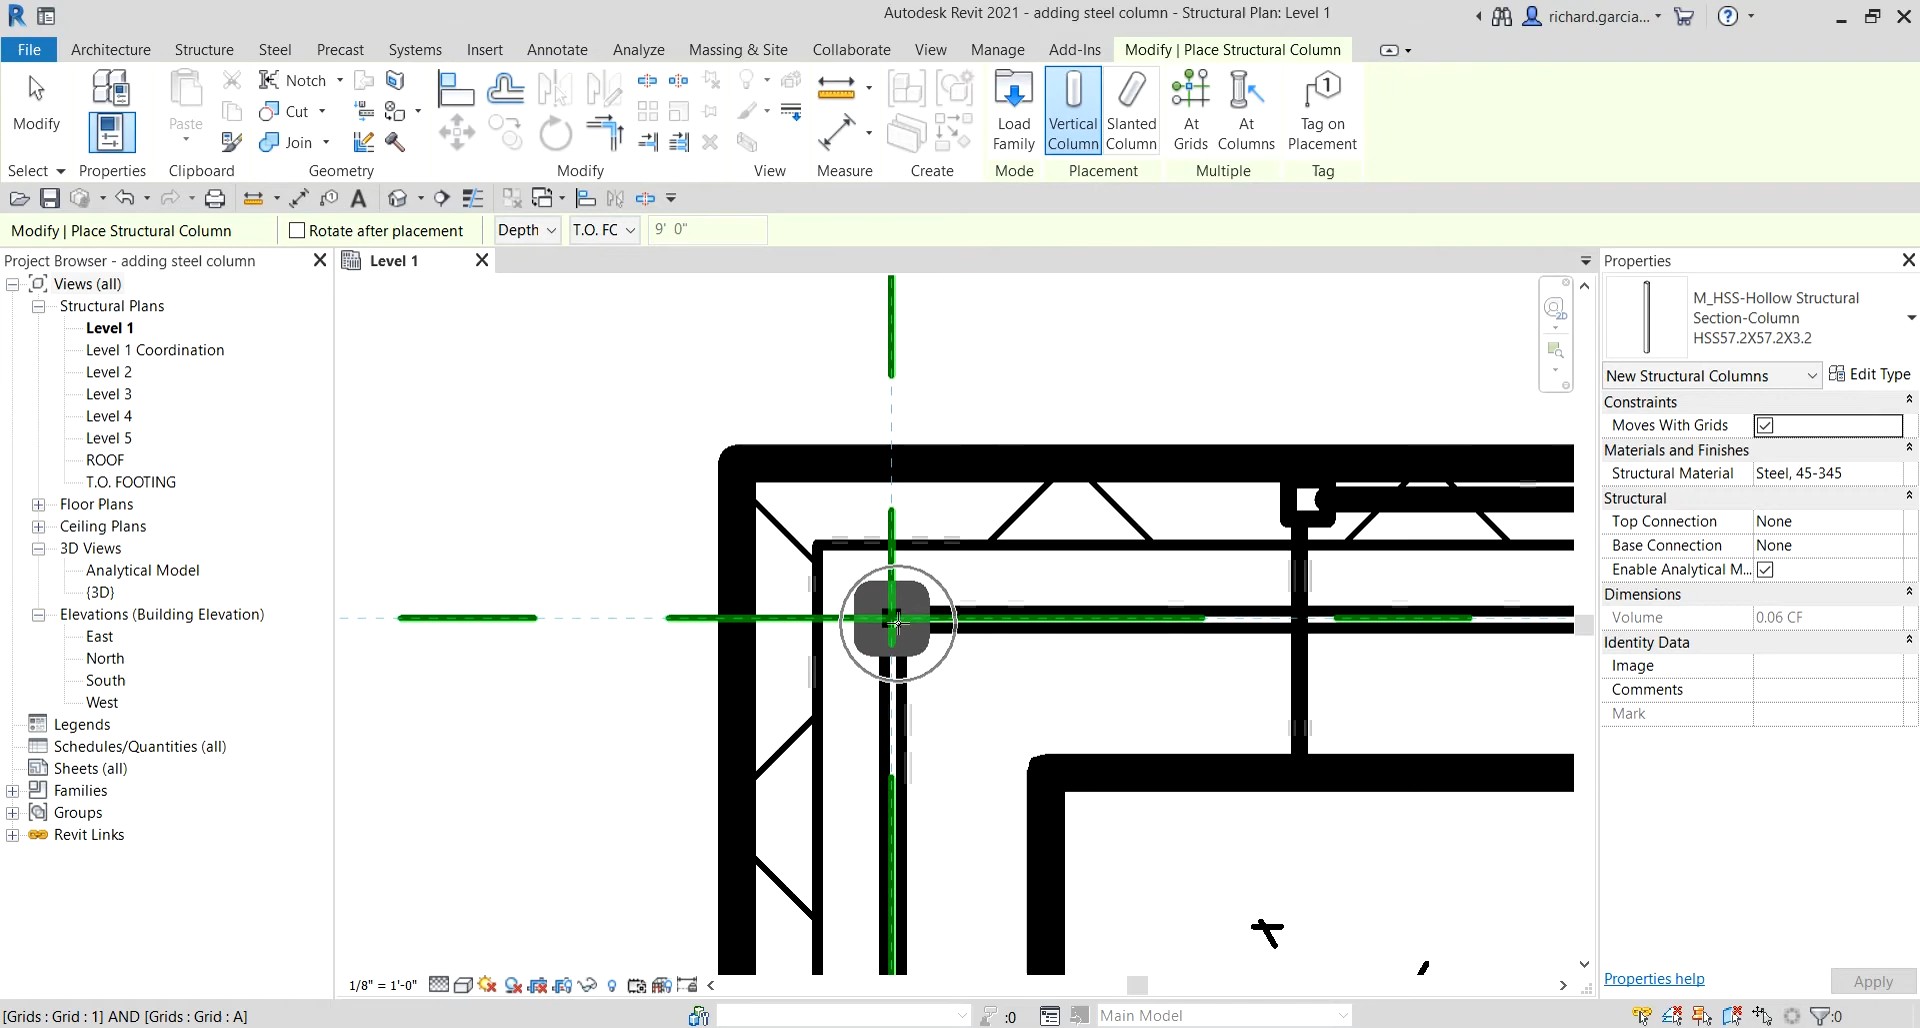 Autodesk Revit 2021 - adding steel column - Structural Plan: Level 1
richard.garcia...
File Architecture Structure Steel Precast Systems Insert Annotate Analyze Massing & Site Collaborate View Manage Add-Ins Modify | Place Structural Column
Modify
Paste
Notch
Cut
Join
Load Family
Vertical Column
Slanted Column
At Grids
At Columns
Tag on Placement
Select Properties Clipboard Geometry Modify View Measure Create Mode Placement Multiple Tag
Modify | Place Structural Column Rotate after placement Depth T.O. FC 9' 0"
Project Browser - adding steel column
Views (all)
Structural Plans
Level 1
Level 1 Coordination
Level 2
Level 3
Level 4
Level 5
ROOF
T.O. FOOTING
Floor Plans
Ceiling Plans
3D Views
Analytical Model
{3D}
Elevations (Building Elevation)
East
North
South
West
Legends
Schedules/Quantities (all)
Sheets (all)
Families
Groups
Revit Links
Level 1
2D
Properties
M_HSS-Hollow Structural
Section-Column
HSS57.2X57.2X3.2
New Structural Columns Edit Type
Constraints
Moves With Grids
Materials and Finishes
Structural Material Steel, 45-345
Structural
Top Connection None
Base Connection None
Enable Analytical M...
Dimensions
Volume 0.06 CF
Identity Data
Image
Comments
Mark
Properties help Apply
1/8" = 1'-0"
[Grids : Grid : 1] AND [Grids : Grid : A] :0 Main Model :0